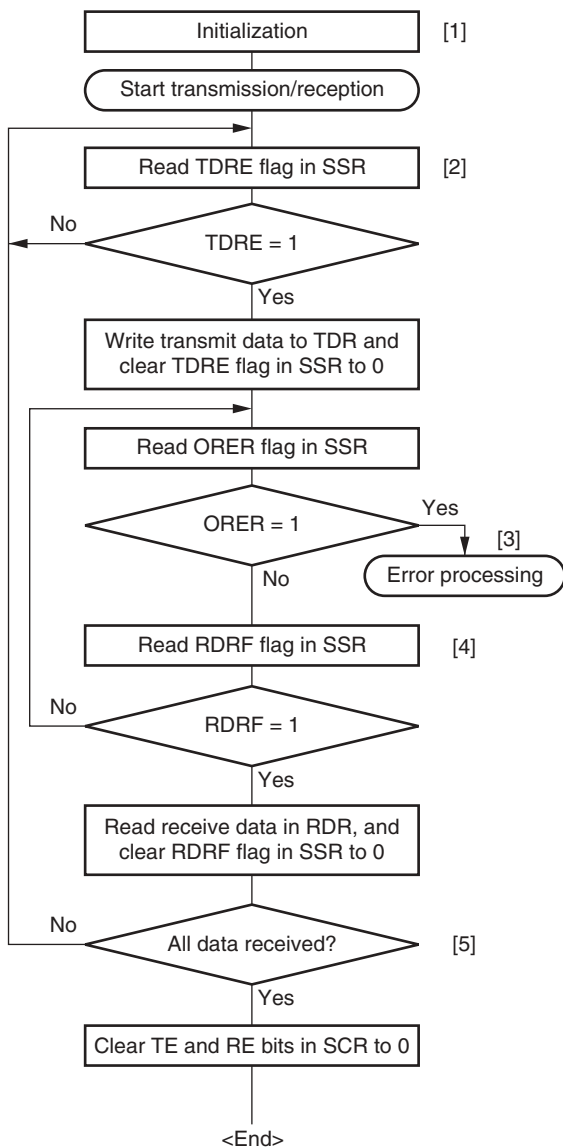 Initialization [1]
Start transmission/reception
Read TDRE flag in SSR [2]
No
TDRE = 1
Yes
Write transmit data to TDR and
clear TDRE flag in SSR to 0
Read ORER flag in SSR
Yes
ORER = 1
[3]
No
Error processing
Read RDRF flag in SSR [4]
No
RDRF = 1
Yes
Read receive data in RDR, and
clear RDRF flag in SSR to 0
No
All data received? [5]
Yes
Clear TE and RE bits in SCR to 0
<End>